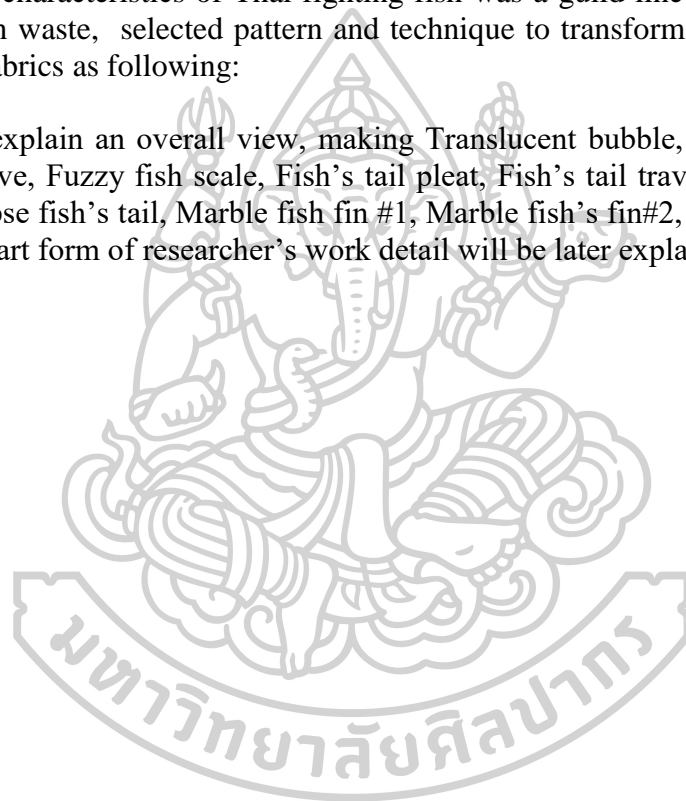 characteristics of Thai fighting fish was a guild line
waste, selected pattern and technique to transform
abrics as following:
explain an overall view, making Translucent bubble,
ve, Fuzzy fish scale, Fish's tail pleat, Fish's tail trav
ose fish's tail, Marble fish fin #1, Marble fish's fin#2,
art form of researcher's work detail will be later expla
มหาวิทยาลัยศิลปากร